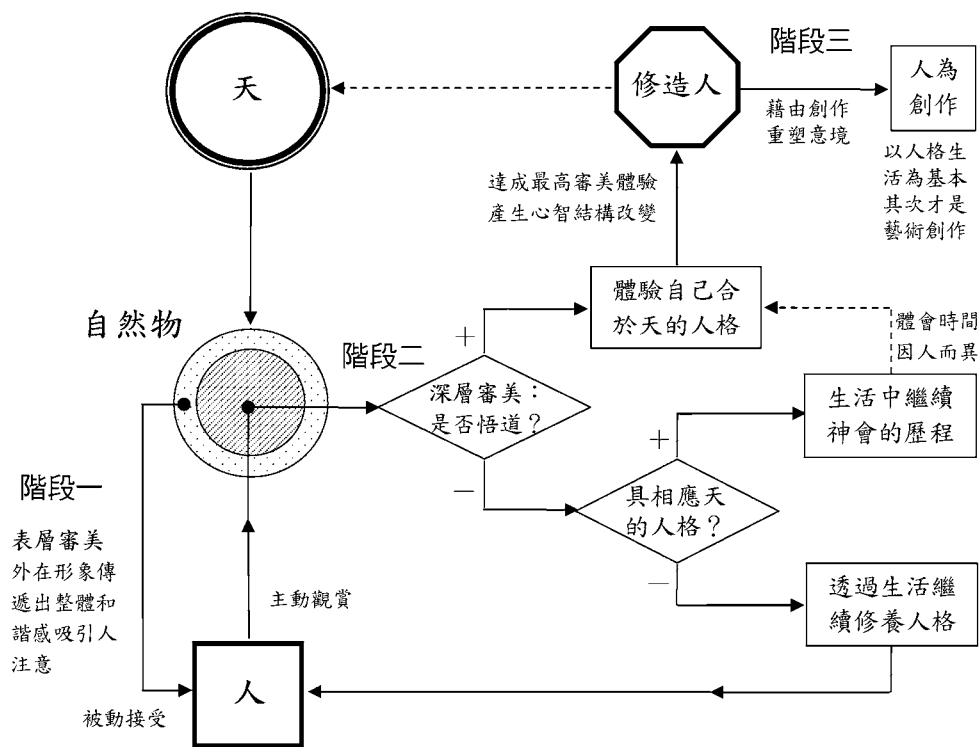 天
修造人
階段三
人為
創作
藉由創作
重塑意境
以人格生
活為基本
其次才是
藝術創作
達成最高審美體驗
產生心智結構改變
自然物
體驗自己合
於天的人格
體會時間
因人而異
階段二
+
深層審美：
是否悟道？
－
生活中繼續
神會的歷程
+
具相應天
的人格？
－
階段一
表層審美
外在形象傳
遞出整體和
諧感吸引人
注意
主動觀賞
透過生活繼
續修養人格
人
被動接受